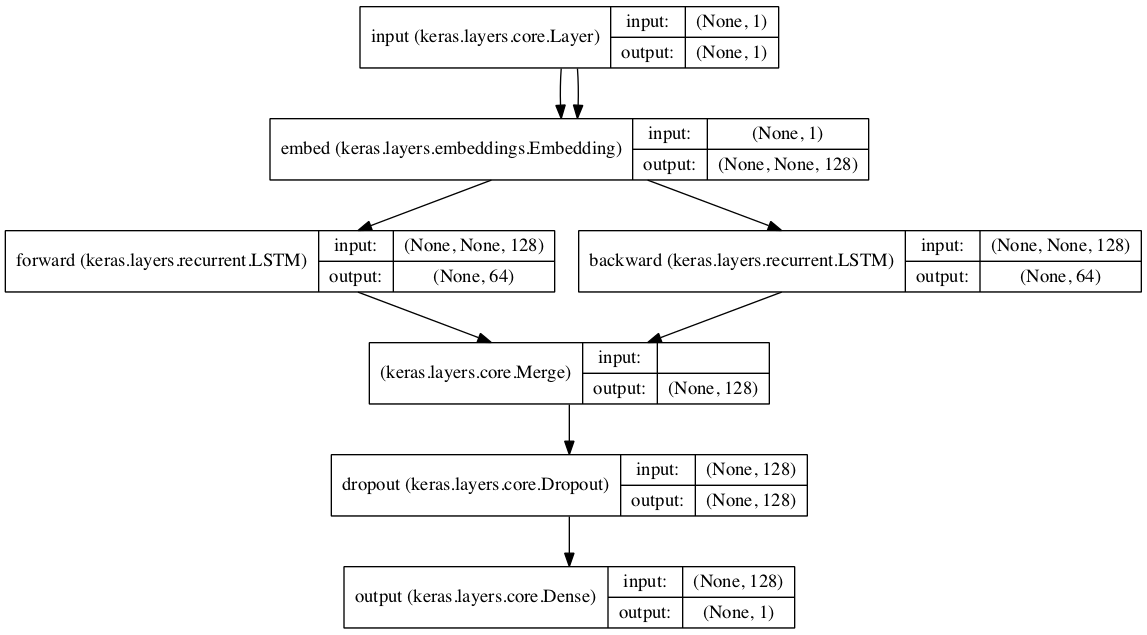 input (keras.layers.core.Layer)
input: (None, 1)
output: (None, 1)
embed (keras.layers.embeddings.Embedding)
input: (None, 1)
output: (None, None, 128)
forward (keras.layers.recurrent.LSTM)
input: (None, None, 128)
output: (None, 64)
backward (keras.layers.recurrent.LSTM)
input: (None, None, 128)
output: (None, 64)
(keras.layers.core.Merge)
input:
output: (None, 128)
dropout (keras.layers.core.Dropout)
input: (None, 128)
output: (None, 128)
output (keras.layers.core.Dense)
input: (None, 128)
output: (None, 1)